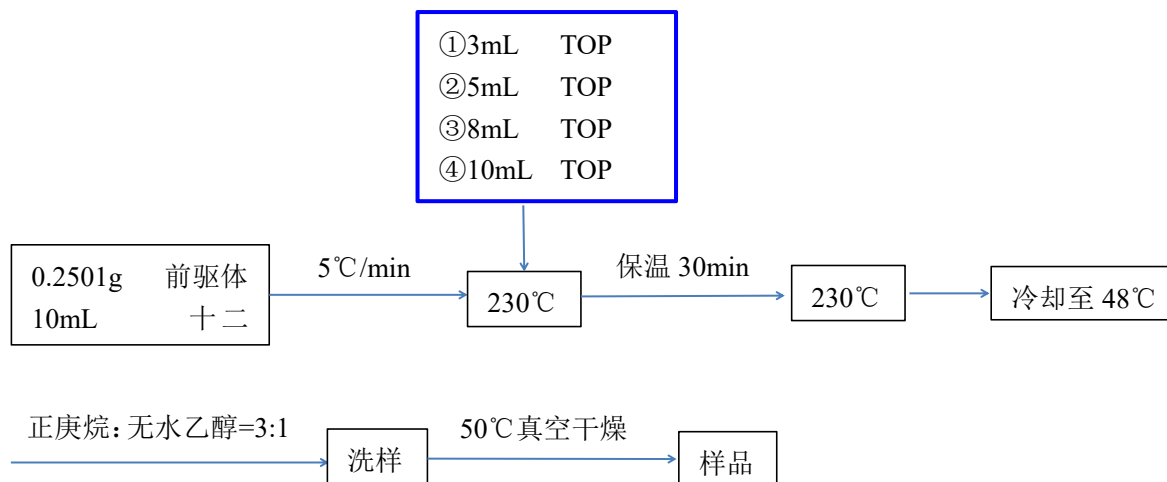 ①3mL TOP
②5mL TOP
③8mL TOP
④10mL TOP
0.2501g 前驱体
10mL 十二
5℃/min
230℃
保温 30min
230℃
冷却至 48℃
正庚烷：无水乙醇=3:1
洗样
50℃真空干燥
样品